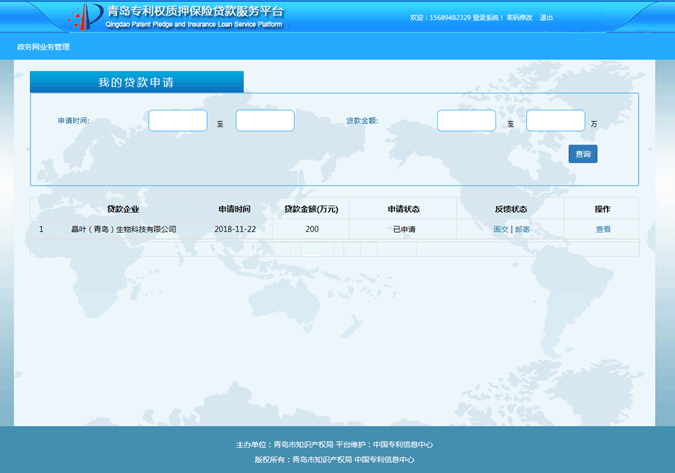 青岛专利权质押保险贷款服务平台
Qingdao Patent Pledge and Insurance Loan Service Platform
欢迎：15689482329 登录系统！ 密码修改 退出
政务网业务管理
我的贷款申请
申请时间: 至 贷款金额: 至 万
查询
贷款企业 申请时间 贷款金额(万元) 申请状态 反馈状态 操作
1 晶叶（青岛）生物科技有限公司 2018-11-22 200 已申请 面交 | 邮寄 查看
主办单位：青岛市知识产权局 平台维护：中国专利信息中心
版权所有：青岛市知识产权局 中国专利信息中心